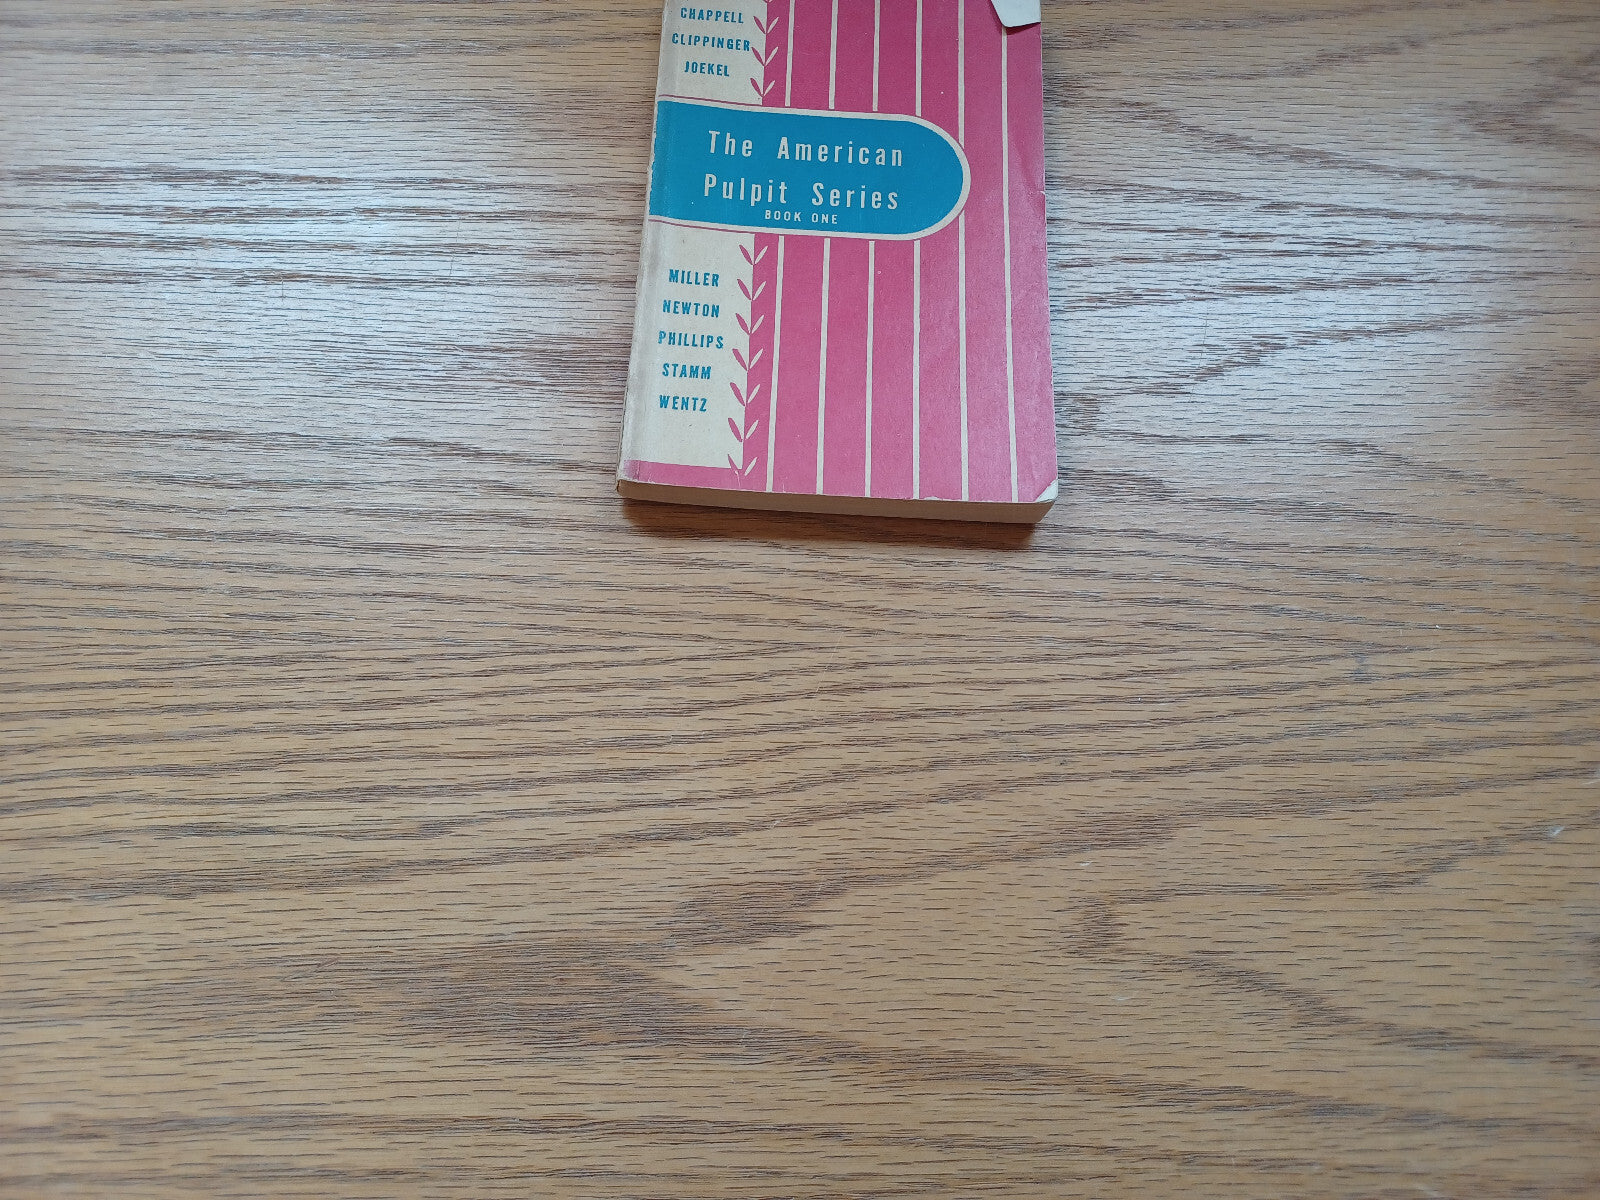 CHAPPELL
CLIPPINGER
JOEKEL
The American
Pulpit Series
BOOK ONE
MILLER
NEWTON
PHILLIPS
STAMM
WENTZ